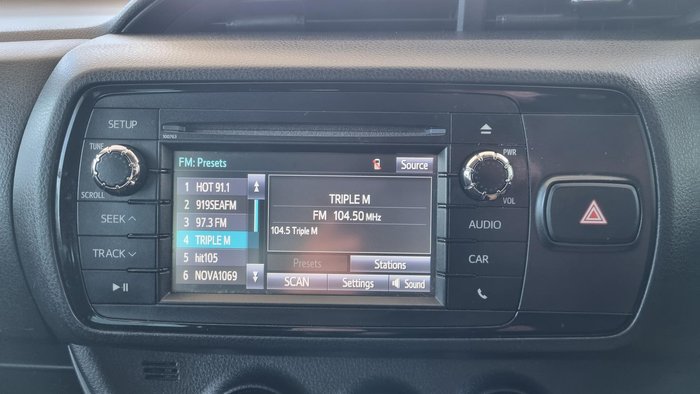 SETUP
100763
TUNE
SCROLL
SEEK
TRACK
FM: Presets
Source
1 HOT 91.1
2 919SEAFM
3 97.3 FM
4 TRIPLE M
5 hit105
6 NOVA1069
TRIPLE M
FM 104.50 MHz
104.5 Triple M
Presets
Stations
SCAN
Settings
Sound
PWR
VOL
AUDIO
CAR